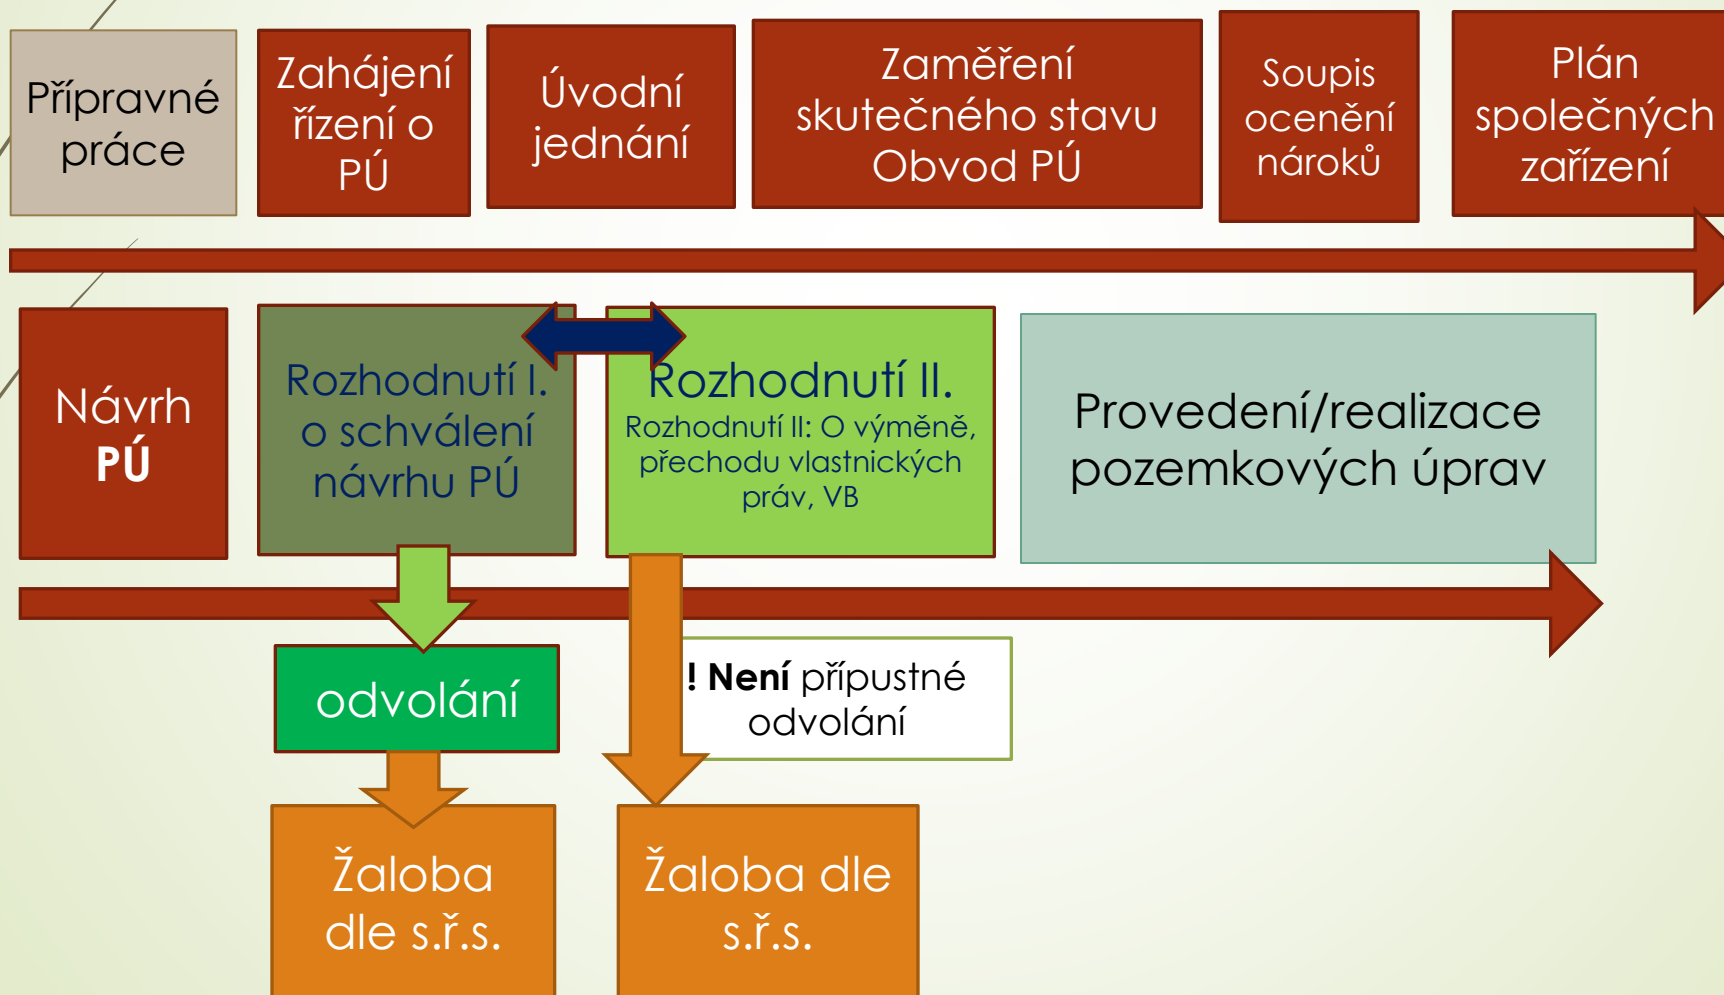 Přípravné
práce
Zahájení
řízení o
PÚ
Úvodní
jednání
Zaměření
skutečného stavu
Obvod PÚ
Soupis
ocenění
nároků
Plán
společných
zařízení
Návrh
PÚ
Rozhodnutí I.
o schválení
návrhu PÚ
Rozhodnutí II.
Rozhodnutí II: O výměně,
přechodu vlastnických
práv, VB
Provedení/realizace
pozemkových úprav
odvolání
! Není přípustné
odvolání
Žaloba
dle s.ř.s.
Žaloba dle
s.ř.s.